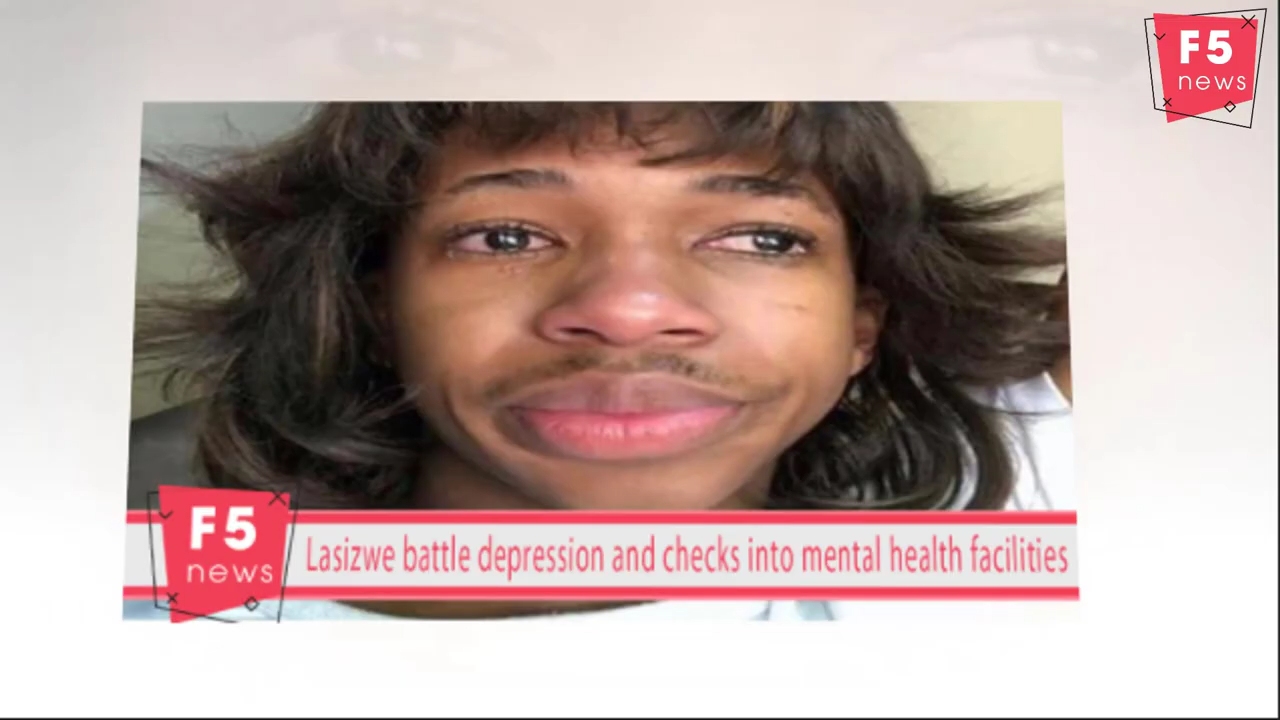 F5
news
F5
news
Lasizwe battle depression and checks into mental health facilities